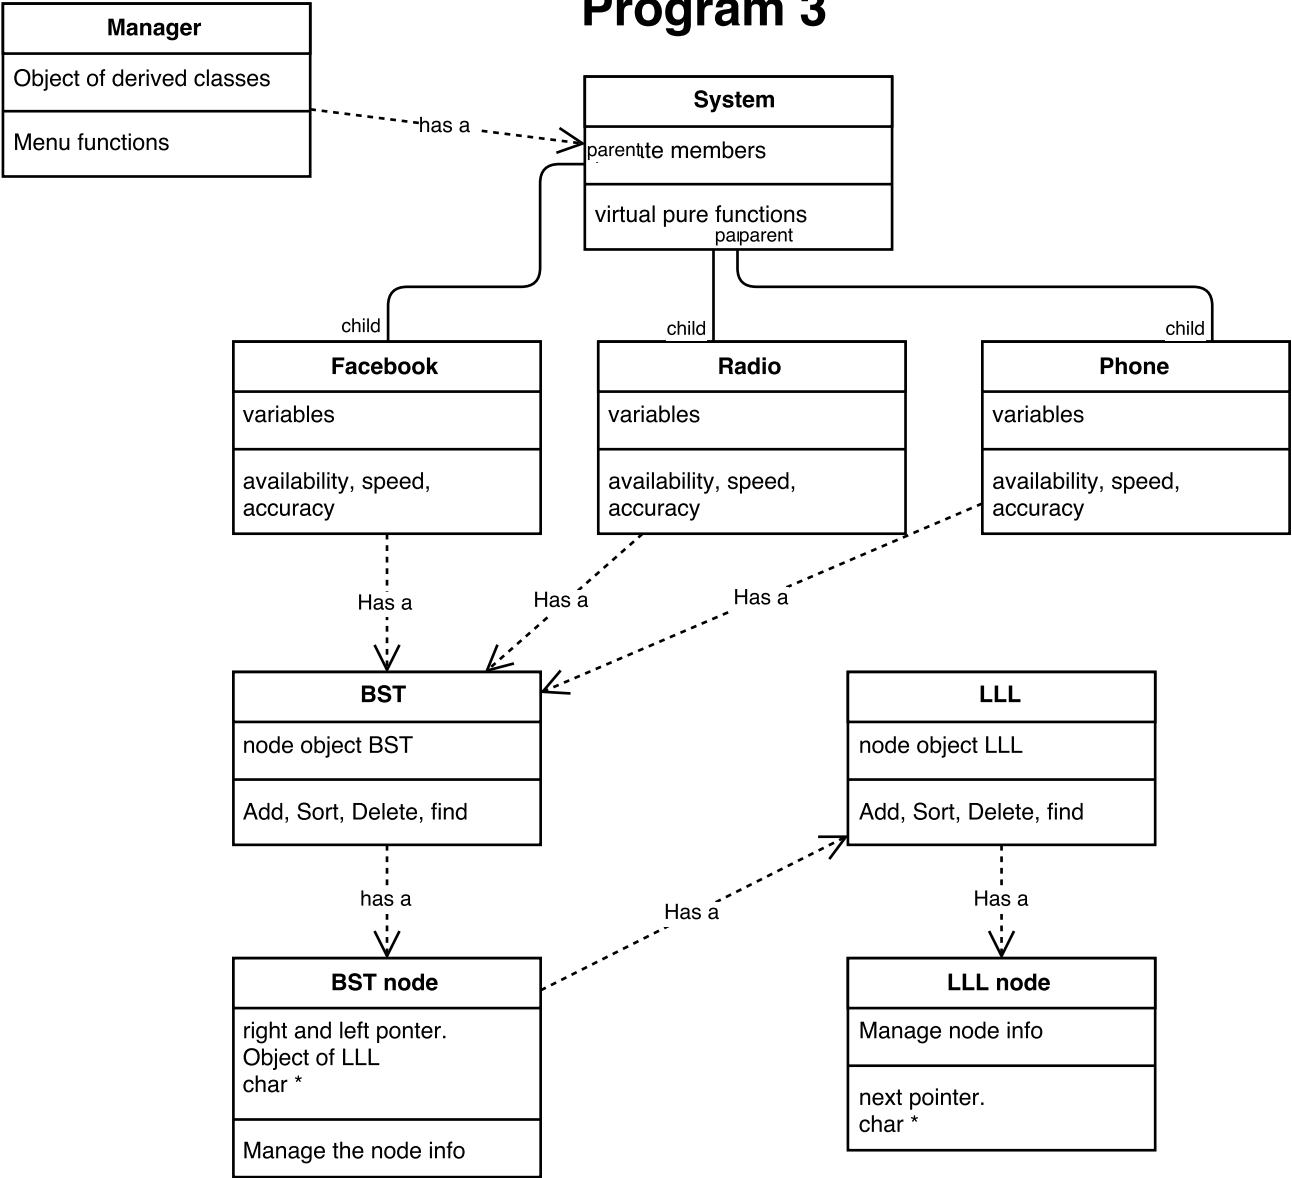 Program 3
Manager
Object of derived classes
Menu functions
has a
System
parent
te members
virtual pure functions
pa
parent
child
child
child
Facebook
variables
availability, speed,
accuracy
Radio
variables
availability, speed,
accuracy
Phone
variables
availability, speed,
accuracy
Has a
Has a
Has a
BST
node object BST
Add, Sort, Delete, find
LLL
node object LLL
Add, Sort, Delete, find
has a
Has a
Has a
BST node
right and left ponter.
Object of LLL
char *
Manage the node info
LLL node
Manage node info
next pointer.
char *